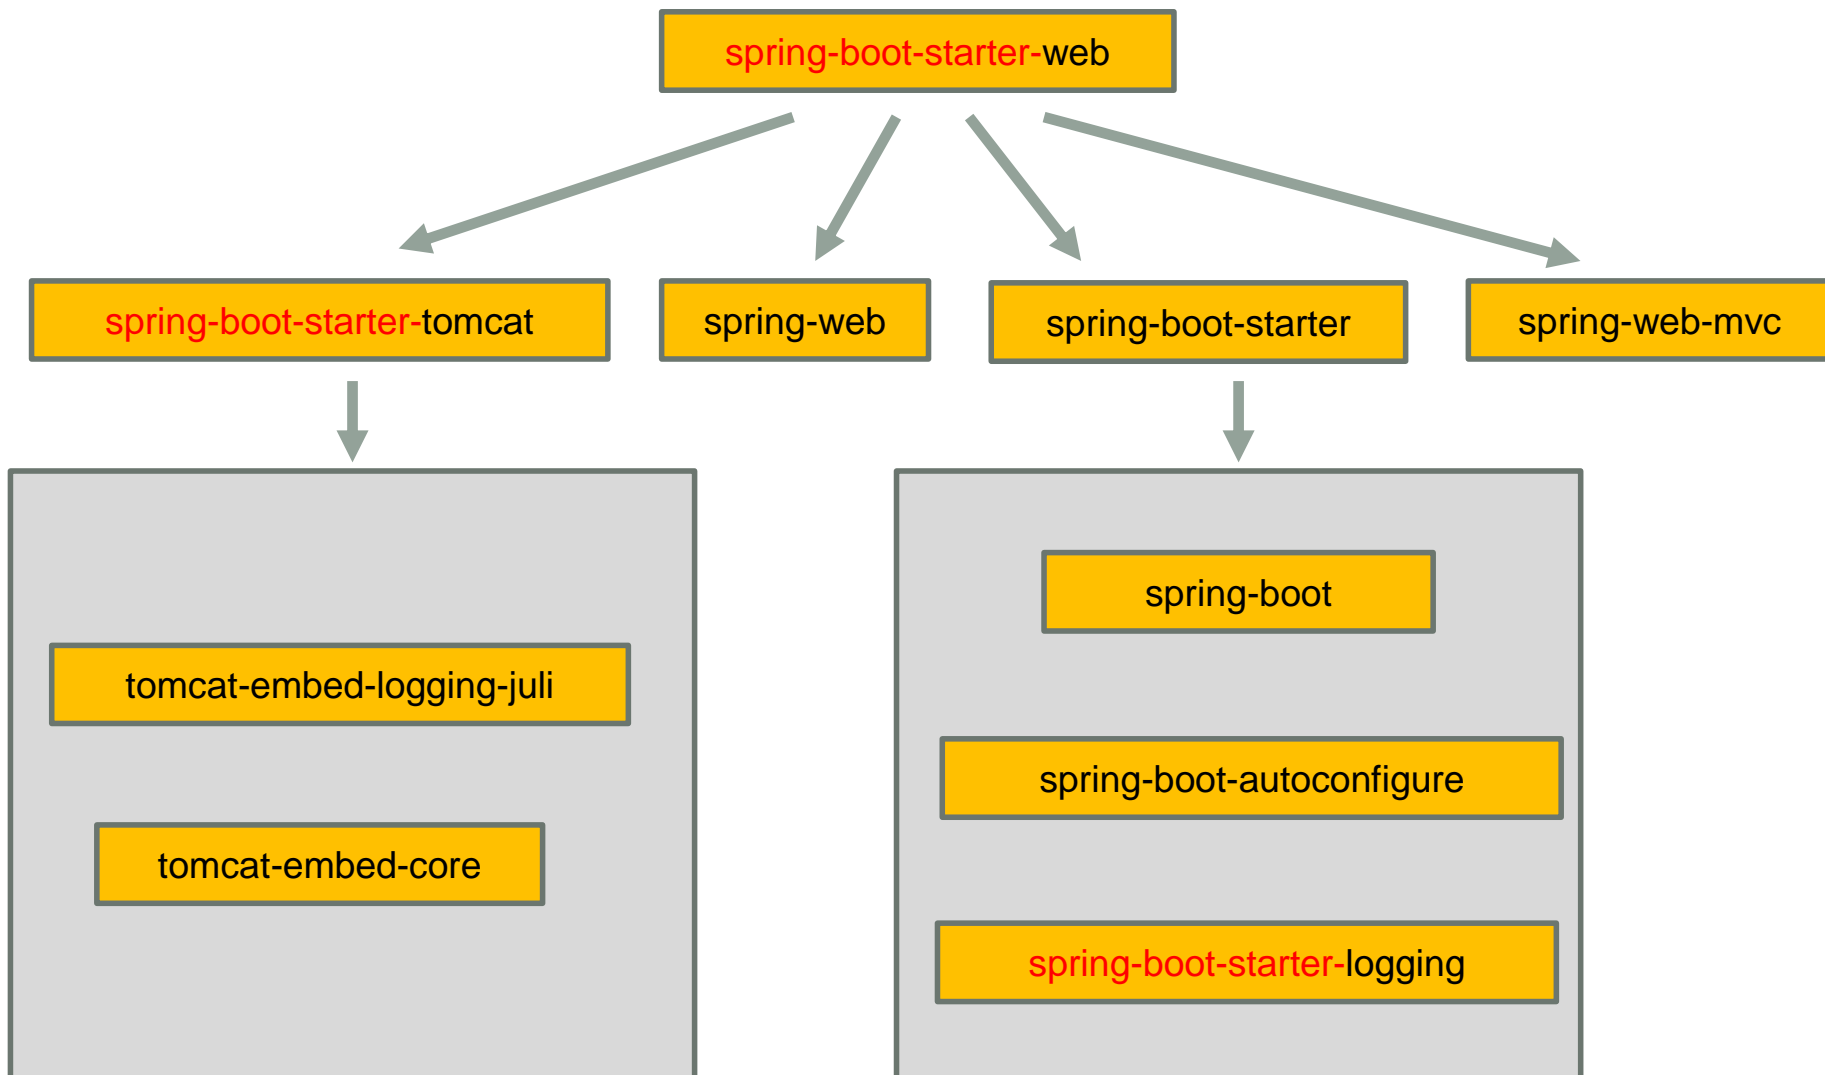 spring-boot-starter-web
spring-boot-starter-tomcat
spring-web
spring-boot-starter
spring-web-mvc
tomcat-embed-logging-juli
tomcat-embed-core
spring-boot
spring-boot-autoconfigure
spring-boot-starter-logging